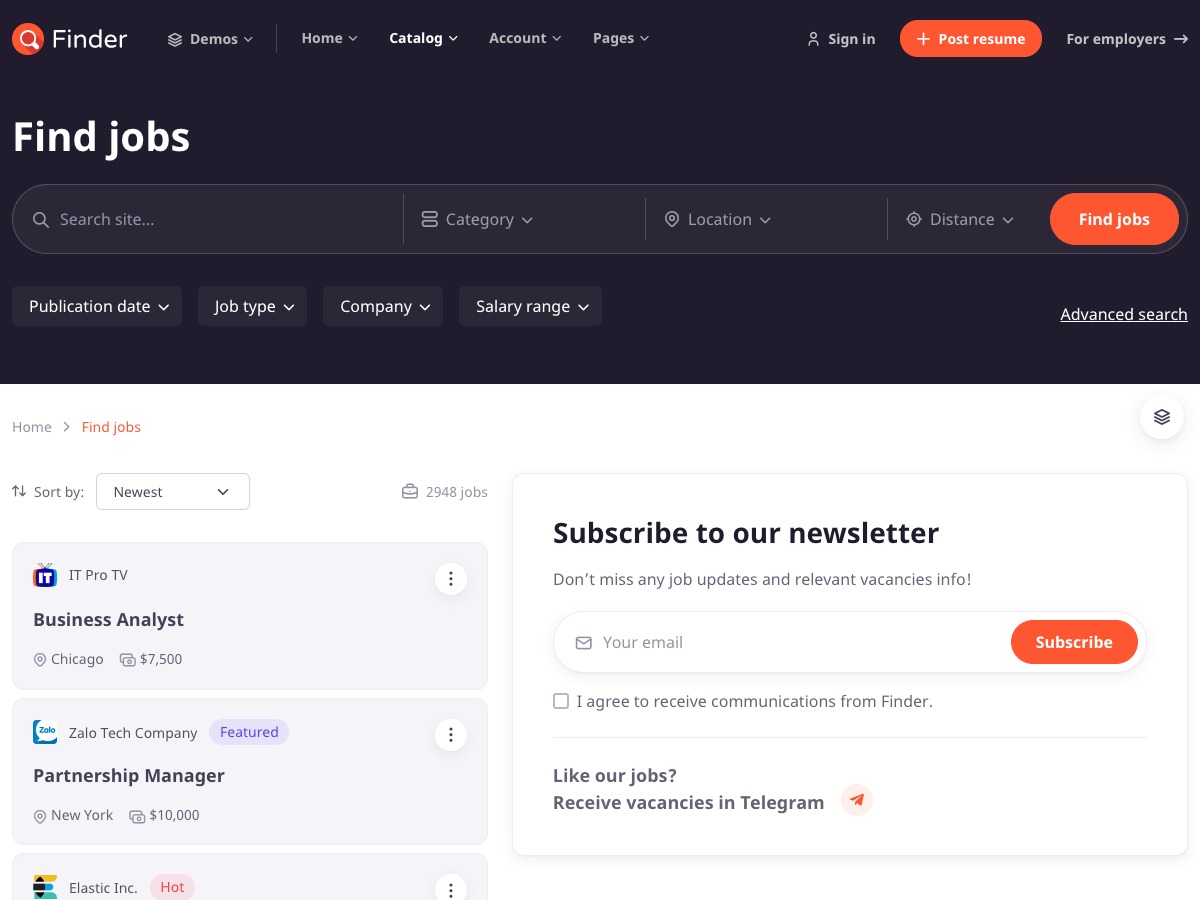 Finder
Demos
Home
Catalog
Account
Pages
Sign in
Post resume
For employers
Find jobs
Search site...
Category
Location
Distance
Find jobs
Publication date
Job type
Company
Salary range
Advanced search
Home
Find jobs
Sort by:
Newest
2948 jobs
IT
IT Pro TV
Business Analyst
Chicago
$7,500
Zalo
Zalo Tech Company
Featured
Partnership Manager
New York
$10,000
Elastic Inc.
Hot
Subscribe to our newsletter
Don’t miss any job updates and relevant vacancies info!
Your email
Subscribe
I agree to receive communications from Finder.
Like our jobs?
Receive vacancies in Telegram